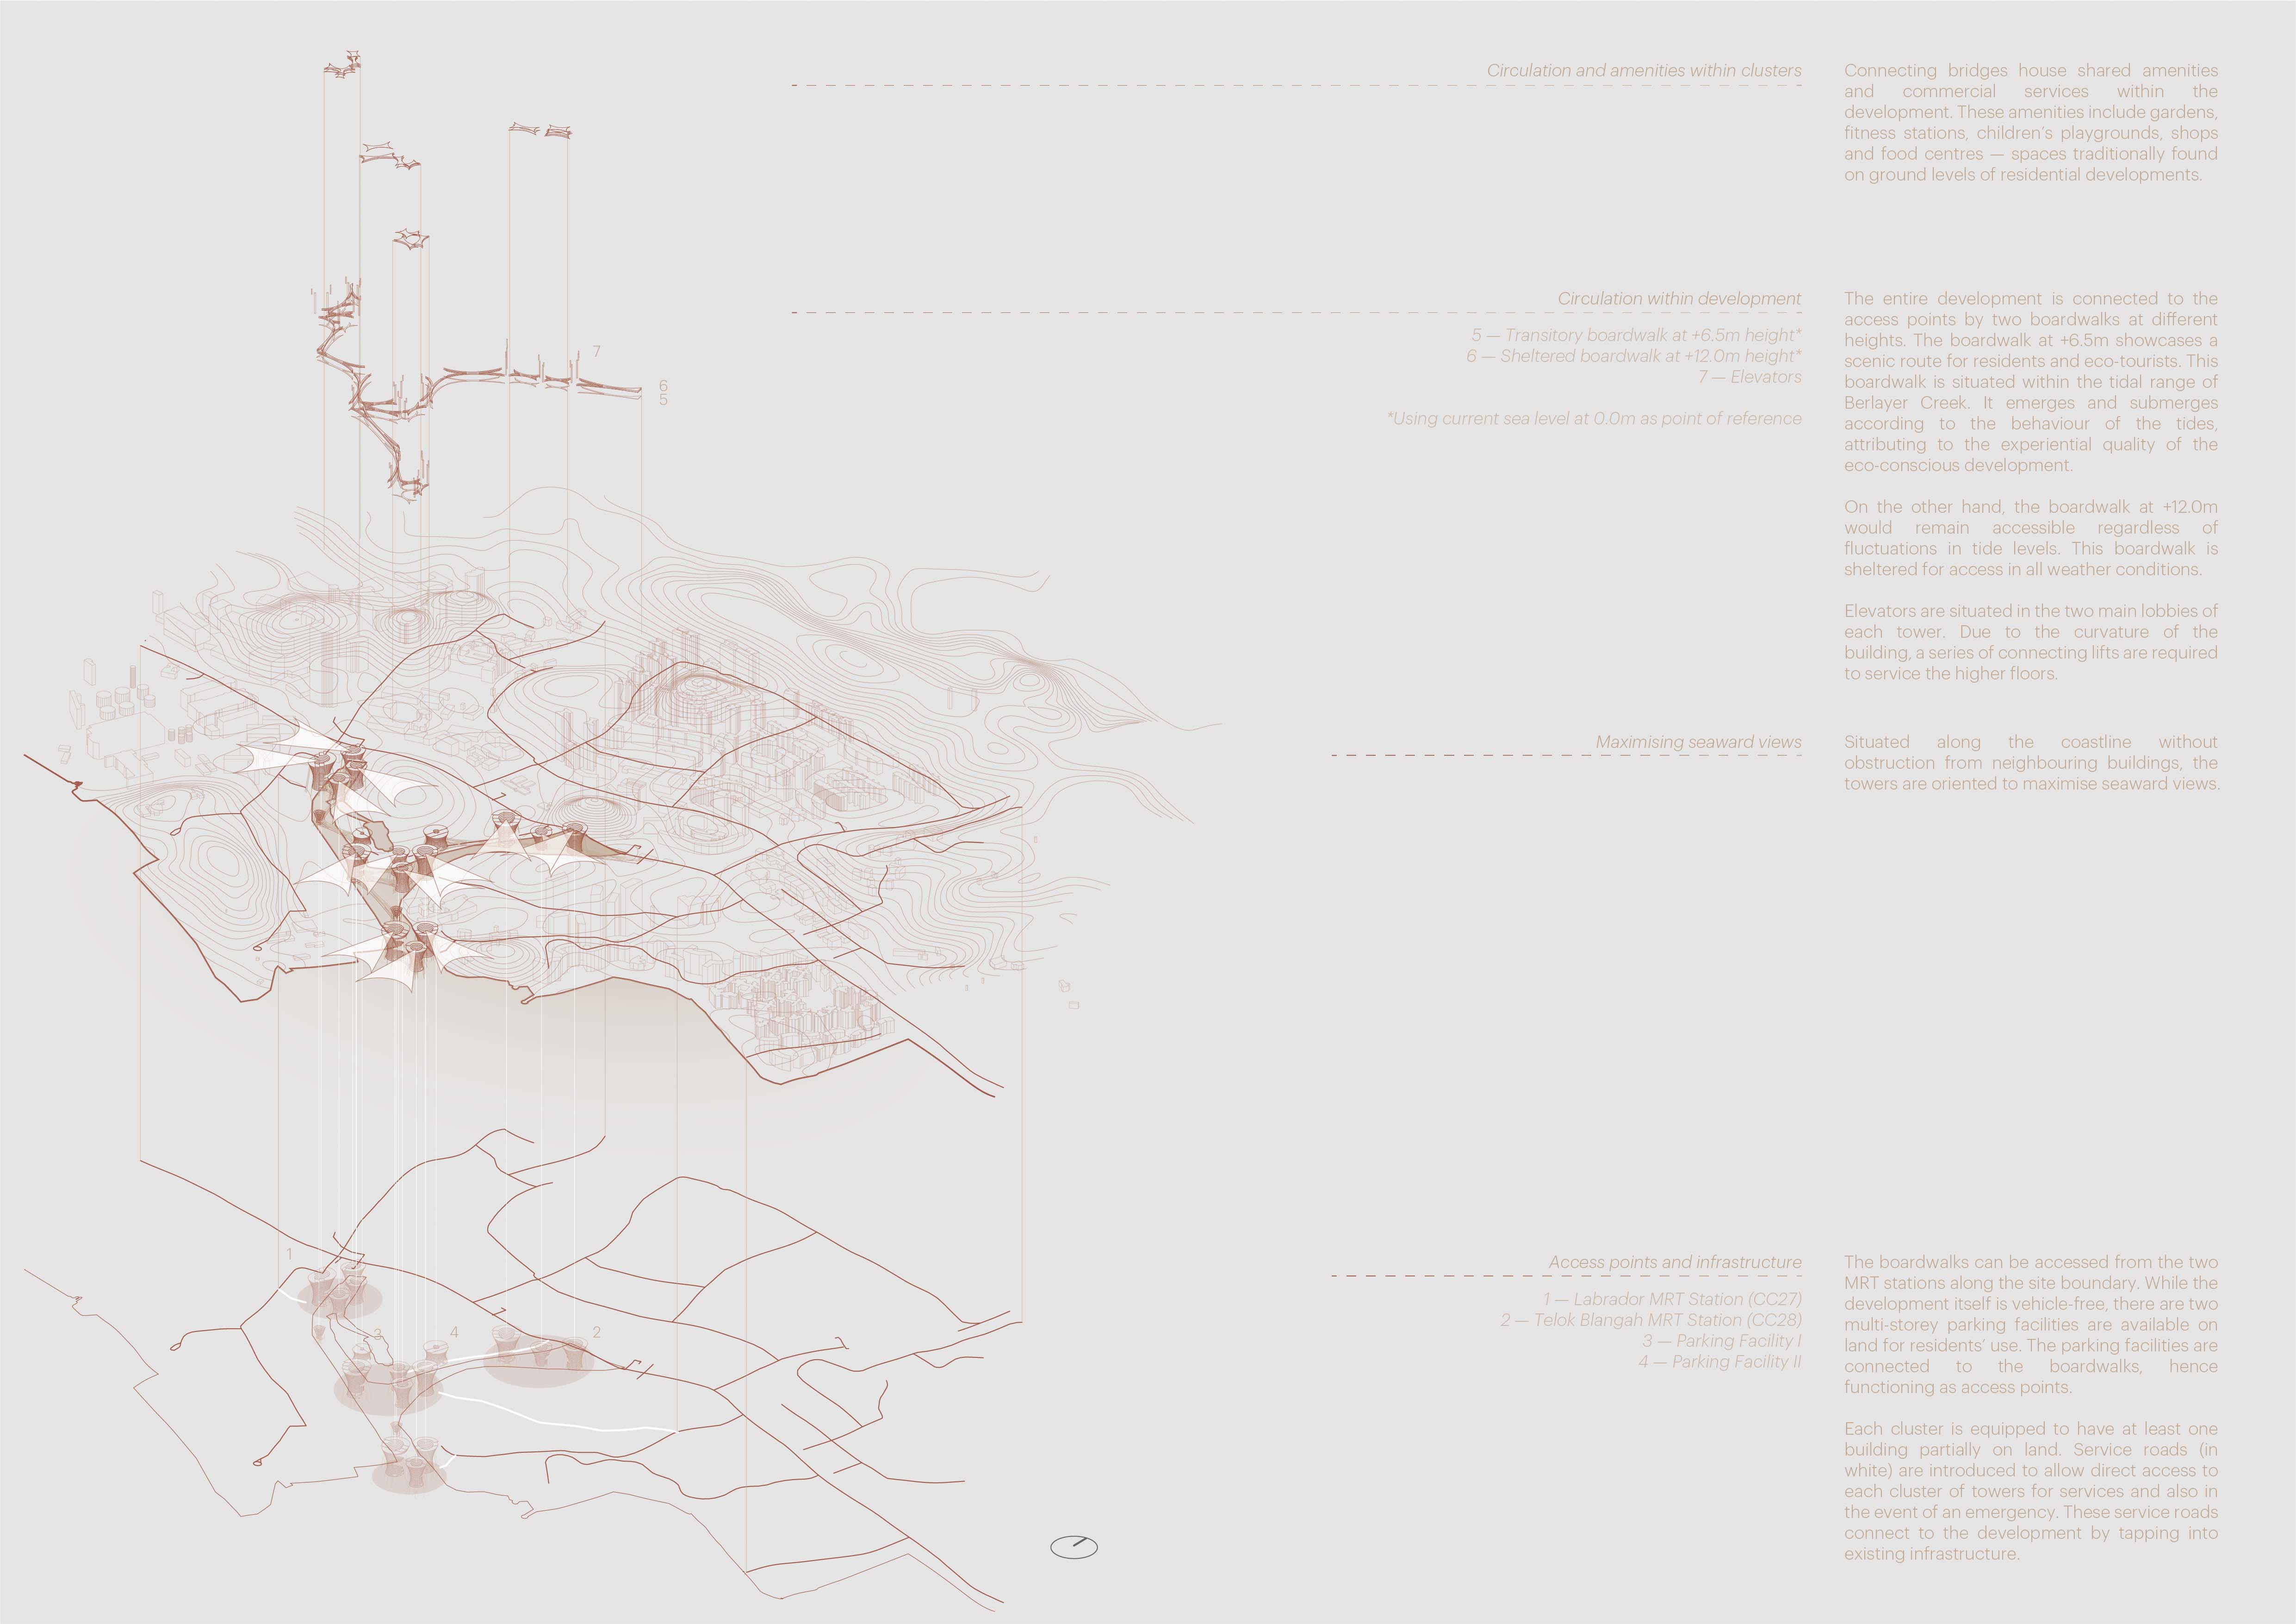 Circulation and amenities within clusters
Connecting bridges house shared amenities
and commercial services within the
development. These amenities include gardens,
fitness stations, children's playgrounds, shops
and food centres — spaces traditionally found
on ground levels of residential developments.
7
6
5
Circulation within development
5 — Transitory boardwalk at +6.5m height*
6 — Sheltered boardwalk at +12.0m height*
7 — Elevators
*Using current sea level at 0.0m as point of reference
The entire development is connected to the
access points by two boardwalks at different
heights. The boardwalk at +6.5m showcases a
scenic route for residents and eco-tourists. This
boardwalk is situated within the tidal range of
Berlayer Creek. It emerges and submerges
according to the behaviour of the tides,
attributing to the experiential quality of the
eco-conscious development.
On the other hand, the boardwalk at +12.0m
would remain accessible regardless of
fluctuations in tide levels. This boardwalk is
sheltered for access in all weather conditions.
Elevators are situated in the two main lobbies of
each tower. Due to the curvature of the
building, a series of connecting lifts are required
to service the higher floors.
Maximising seaward views
Situated along the coastline without
obstruction from neighbouring buildings, the
towers are oriented to maximise seaward views.
1
3
4
2
Access points and infrastructure
1 — Labrador MRT Station (CC27)
2 — Telok Blangah MRT Station (CC28)
3 — Parking Facility I
4 — Parking Facility II
The boardwalks can be accessed from the two
MRT stations along the site boundary. While the
development itself is vehicle-free, there are two
multi-storey parking facilities are available on
land for residents' use. The parking facilities are
connected to the boardwalks, hence
functioning as access points.
Each cluster is equipped to have at least one
building partially on land. Service roads (in
white) are introduced to allow direct access to
each cluster of towers for services and also in
the event of an emergency. These service roads
connect to the development by tapping into
existing infrastructure.